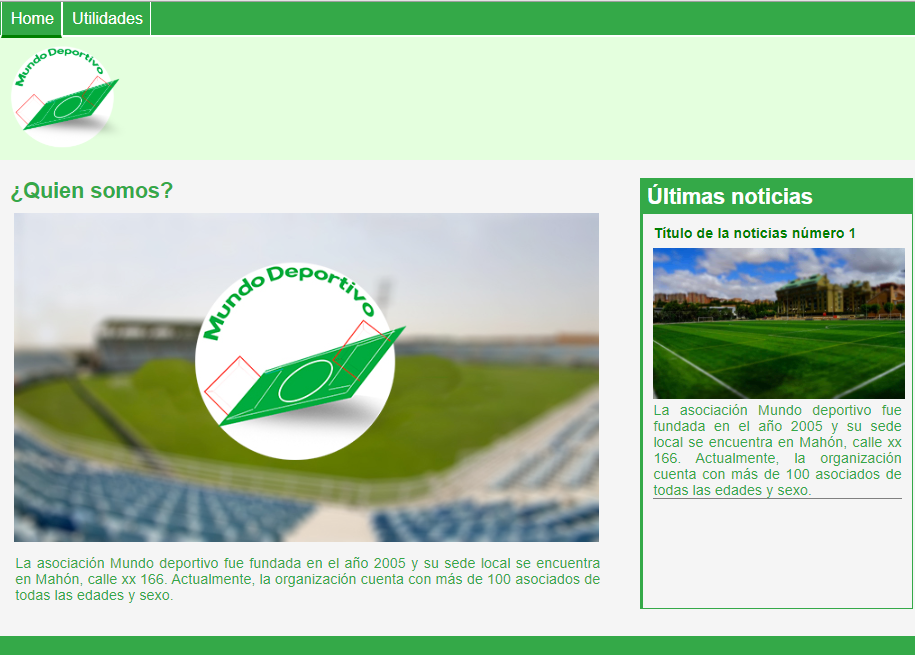 Home
Utilidades
Mundo Deportivo
¿Quien somos?
Mundo Deportivo
La asociación Mundo deportivo fue fundada en el año 2005 y su sede local se encuentra
en Mahón, calle xx 166. Actualmente, la organización cuenta con más de 100 asociados de
todas las edades y sexo.
Últimas noticias
Título de la noticias número 1
La asociación Mundo deportivo fue
fundada en el año 2005 y su sede
local se encuentra en Mahón, calle xx
166. Actualmente, la organización
cuenta con más de 100 asociados de
todas las edades y sexo.